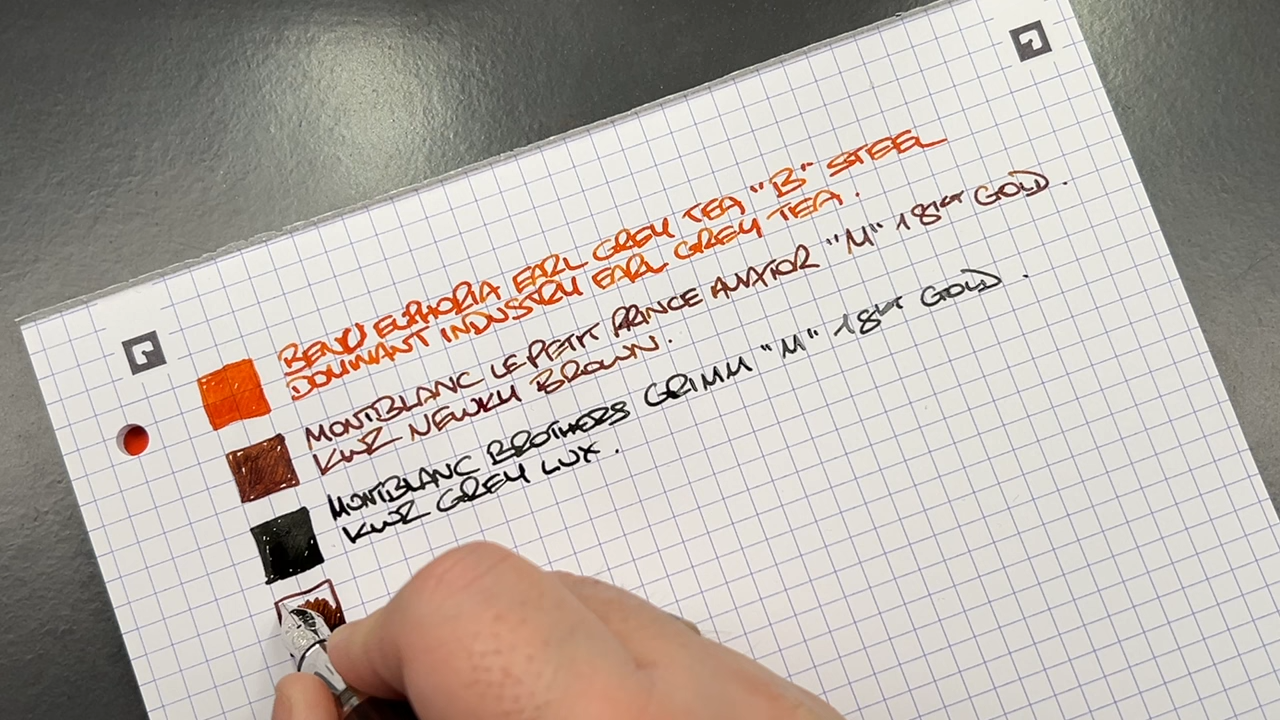 BENU EUPHORIA EARL GREY TEA "B" STEEL
DOMINANT INDUSTRY EARL GREY TEA.
MONTBLANC LE PETIT PRINCE AVIATOR "M" 18KT GOLD.
KWZ NEWKY BROWN.
MONTBLANC BROTHERS GRIMM "M" 18KT GOLD.
KWZ GREY LUX.